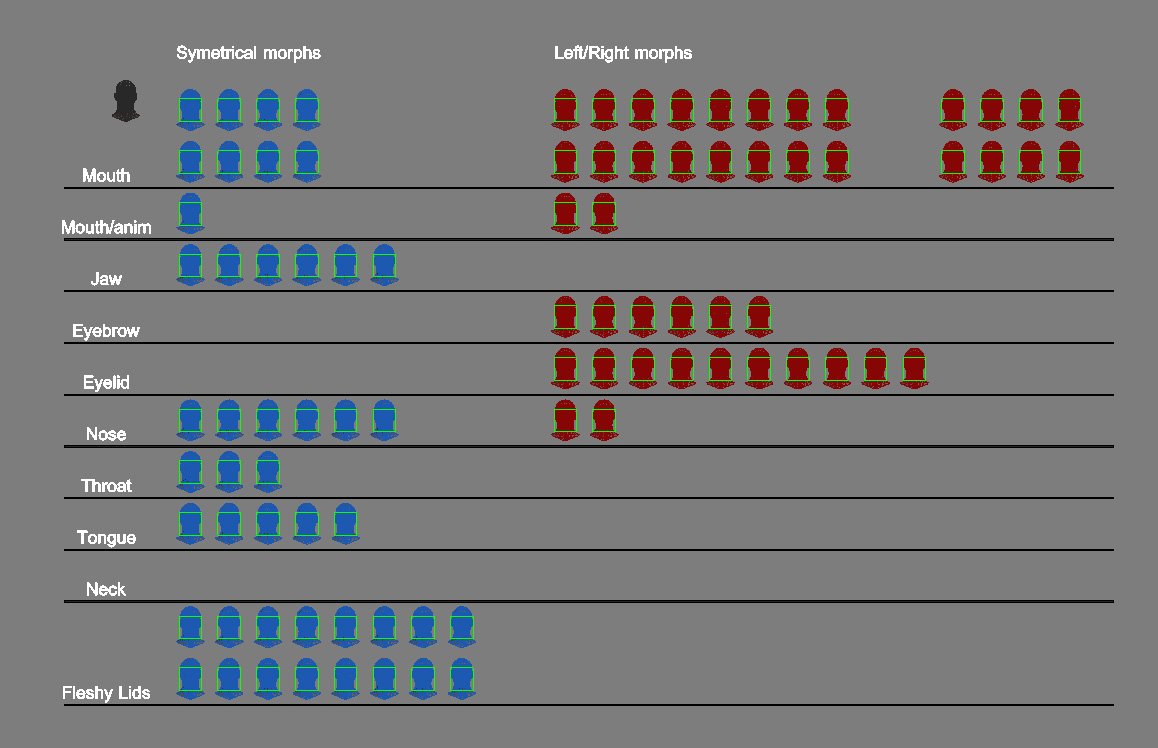 Symetrical morphs
Left/Right morphs
Mouth
Mouth/anim
Jaw
Eyebrow
Eyelid
Nose
Throat
Tongue
Neck
Fleshy Lids